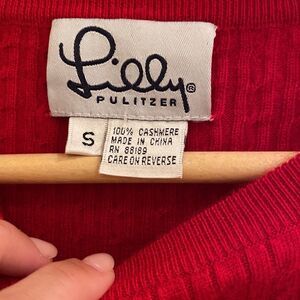 Lilly®
PULITZER
S
100% CASHMERE
MADE IN CHINA
RN 88189
CARE ON REVERSE